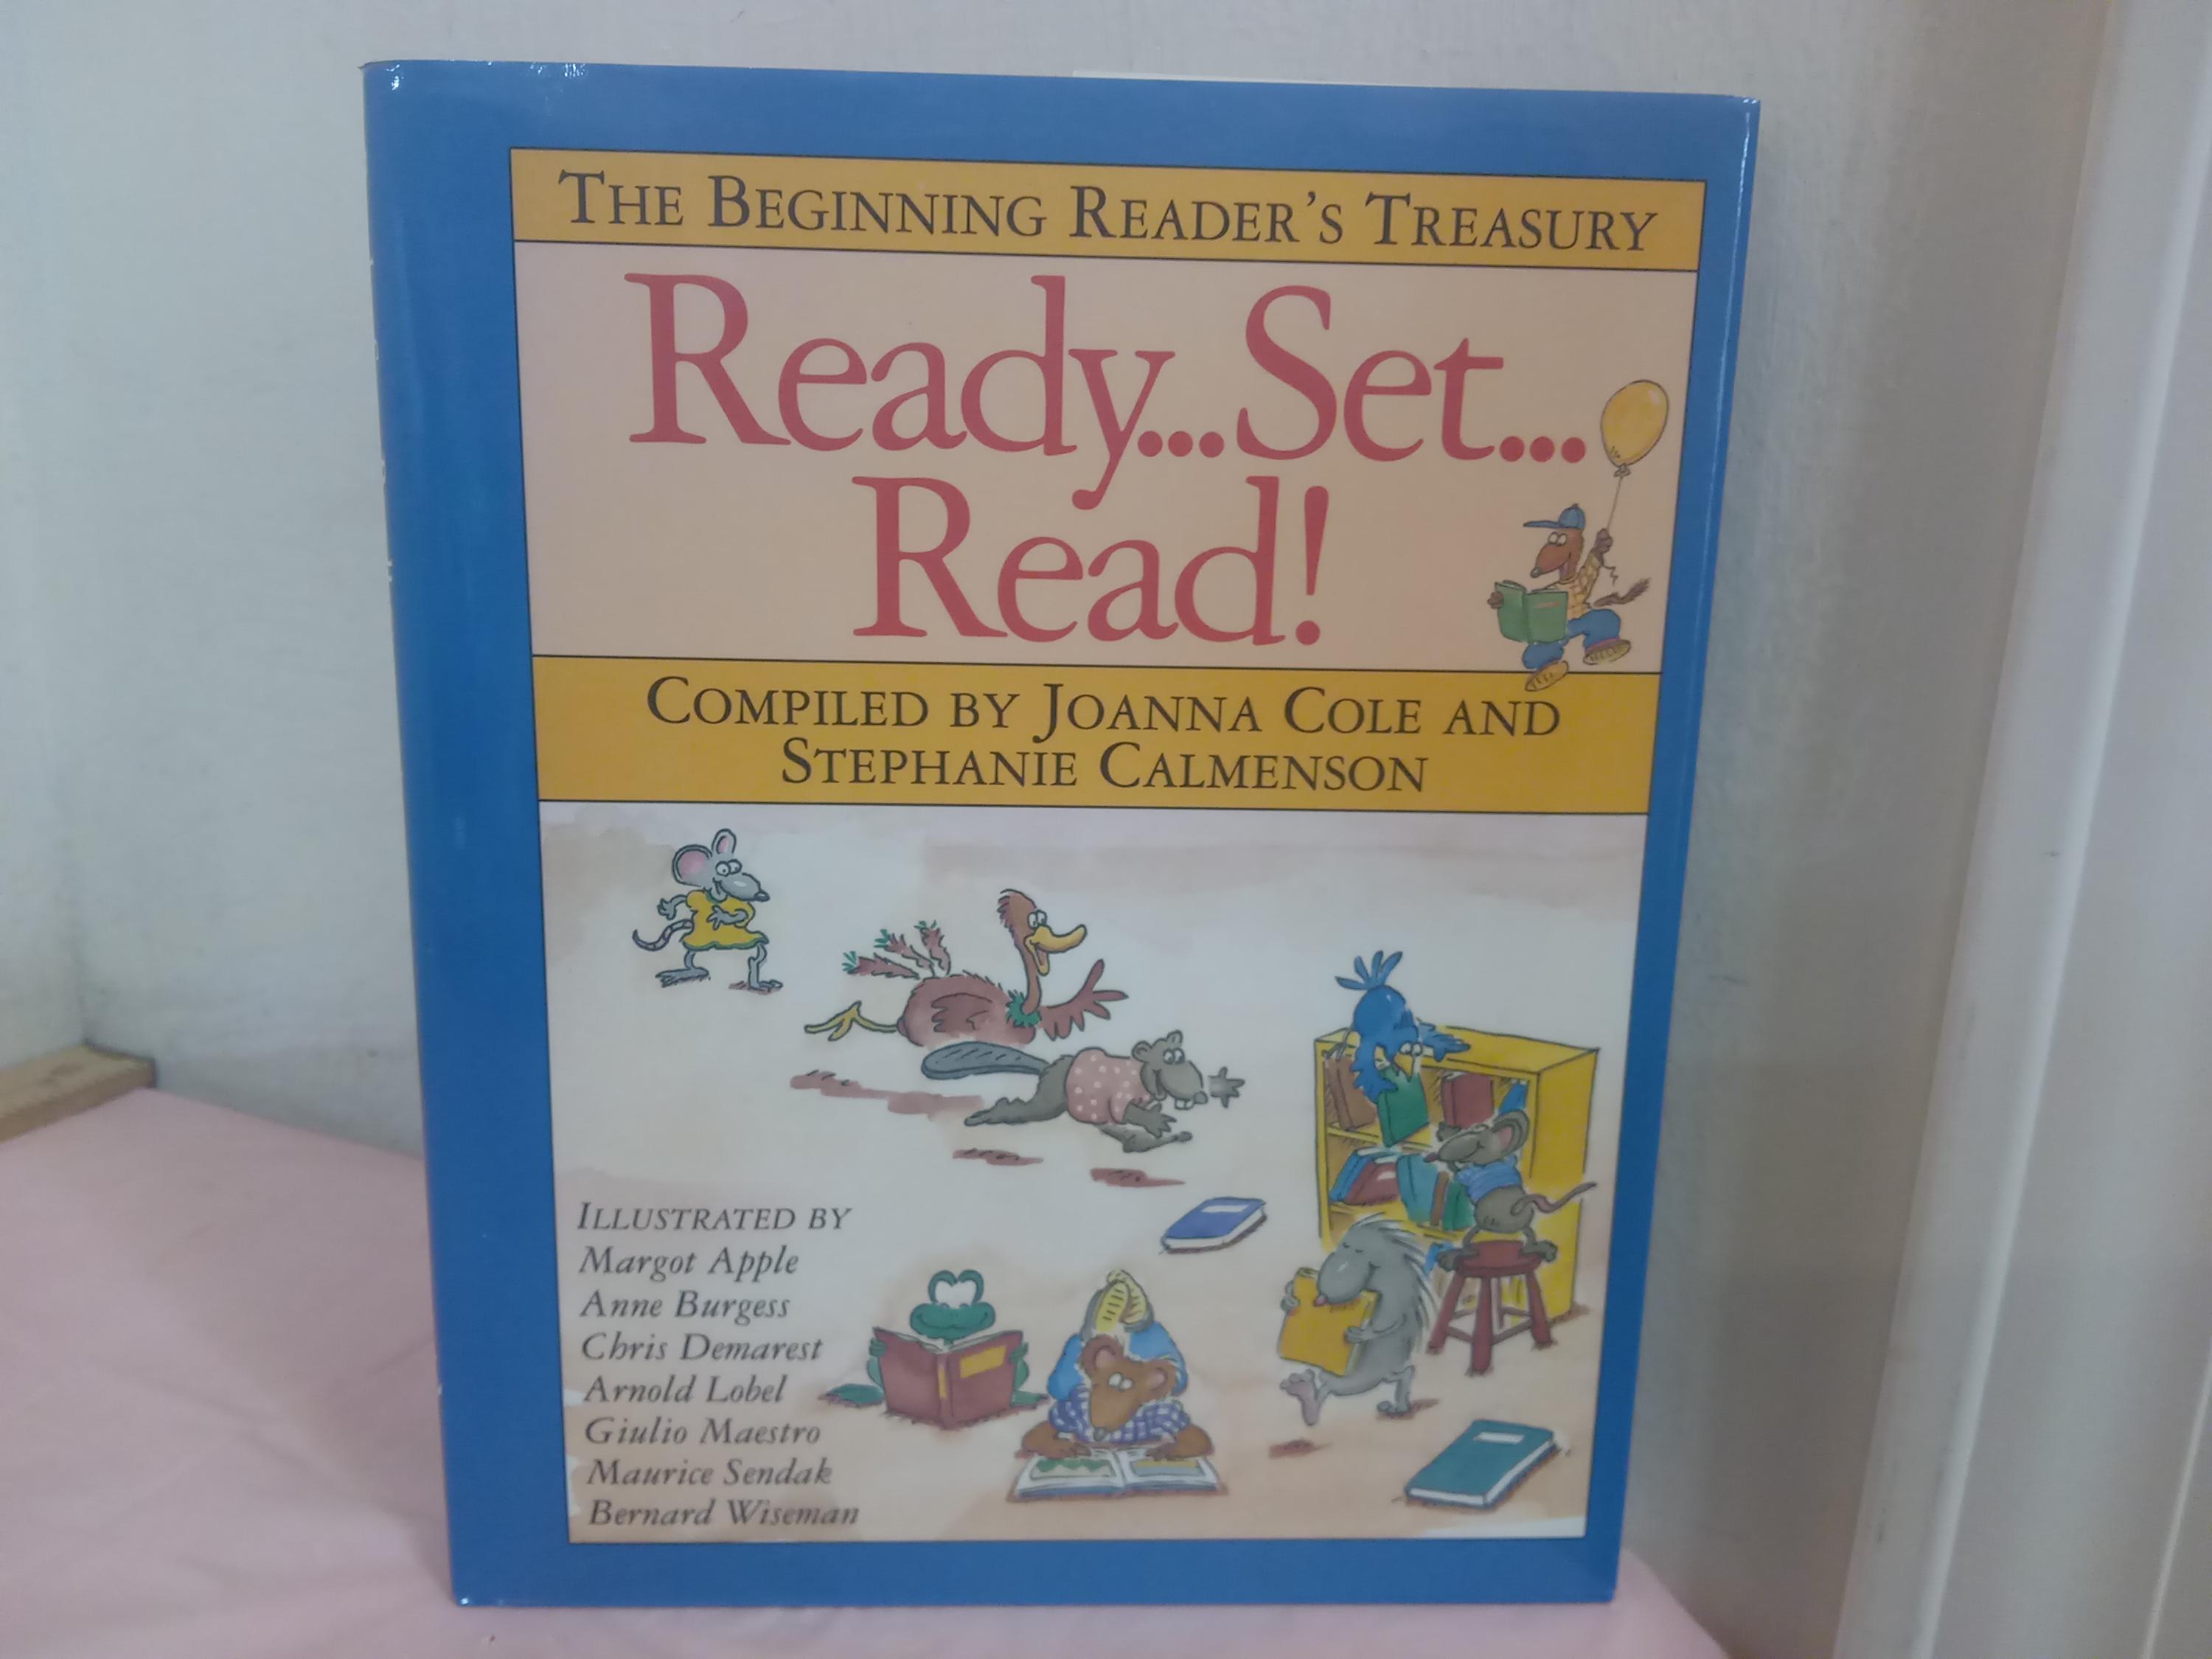 THE BEGINNING READER'S TREASURY
Ready...Set...
Read!
COMPILED BY JOANNA COLE AND
STEPHANIE CALMENSON
ILLUSTRATED BY
Margot Apple
Anne Burgess
Chris Demarest
Arnold Lobel
Giulio Maestro
Maurice Sendak
Bernard Wiseman